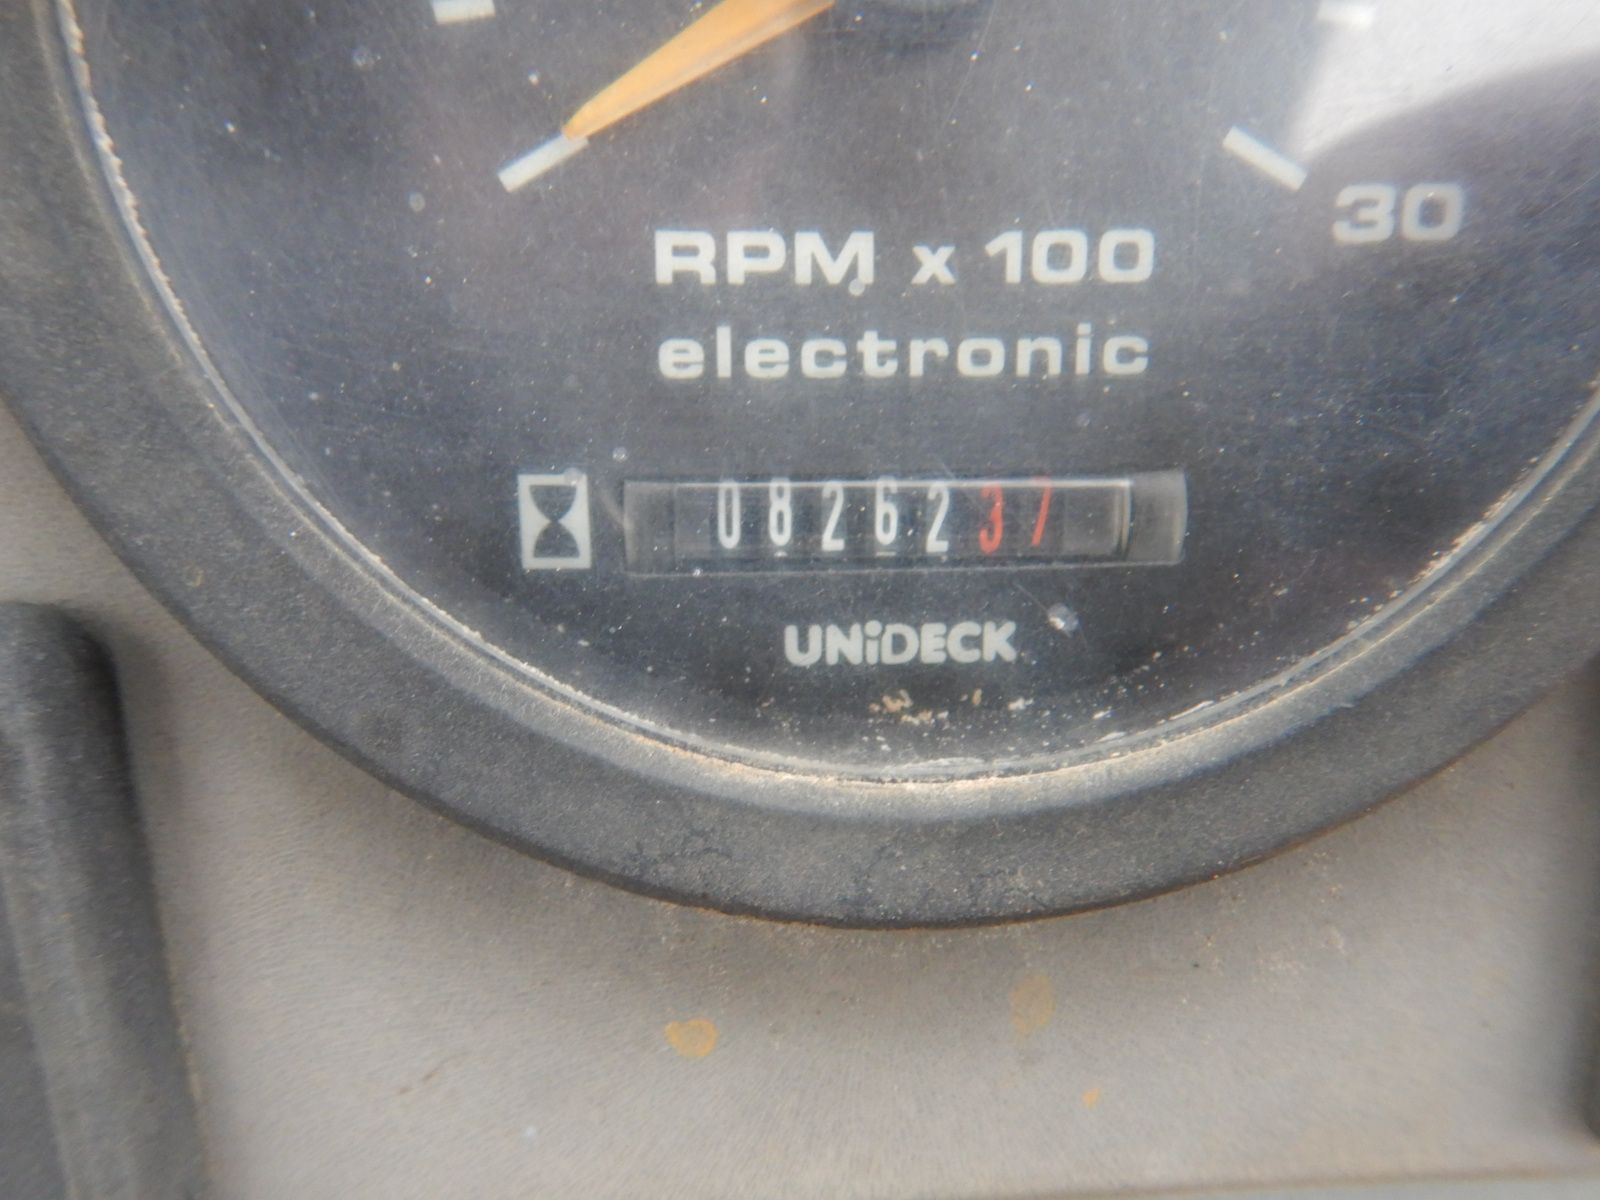 30
RPM x 100
electronic
0826237
UNiDECK